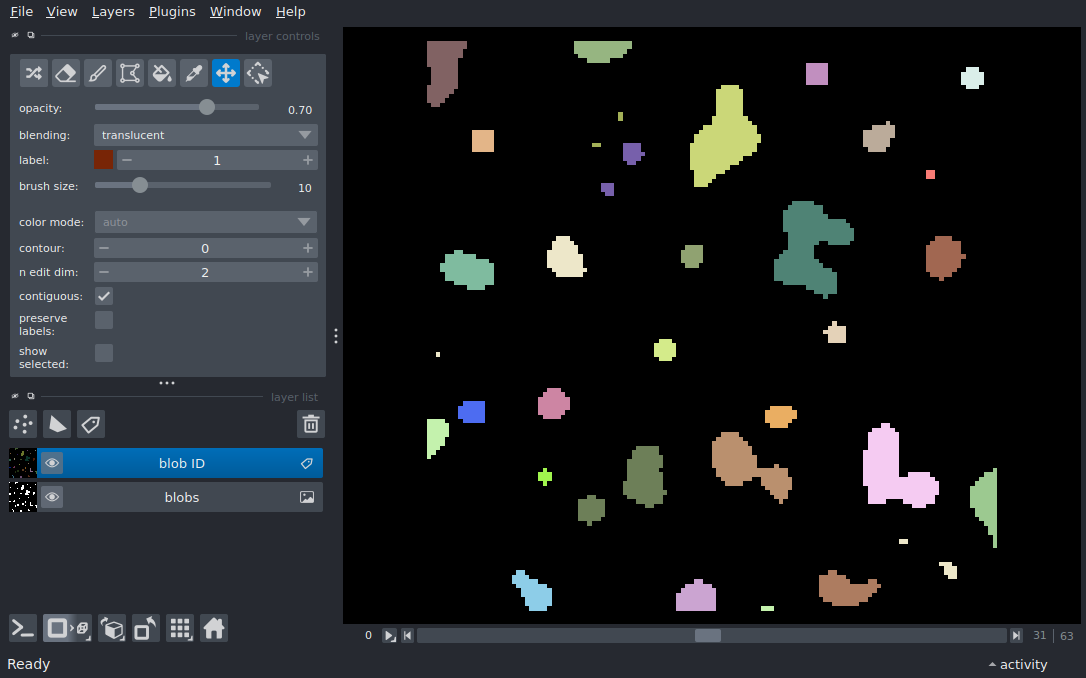 File View Layers Plugins Window Help
layer controls
opacity: 0.70
blending: translucent
label: 1
brush size: 10
color mode: auto
contour: 0
n edit dim: 2
contiguous:
preserve
labels:
show
selected:
layer list
blob ID
blobs
0 31 | 63
Ready activity